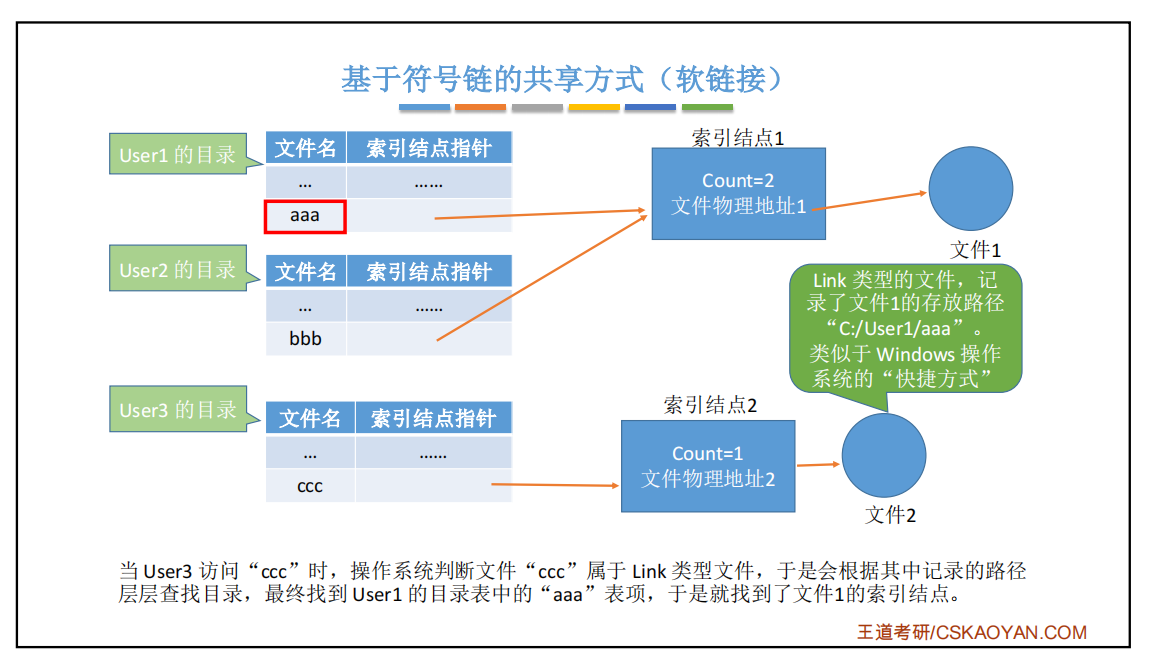 基于符号链的共享方式（软链接）
User1 的目录
文件名 索引结点指针
… ……
aaa
User2 的目录
文件名 索引结点指针
… ……
bbb
User3 的目录
文件名 索引结点指针
… ……
ccc
索引结点1
Count=2
文件物理地址1
文件1
Link 类型的文件，记
录了文件1的存放路径
“C:/User1/aaa”。
类似于 Windows 操作
系统的“快捷方式”
索引结点2
Count=1
文件物理地址2
文件2
当 User3 访问“ccc”时，操作系统判断文件“ccc”属于 Link 类型文件，于是会根据其中记录的路径
层层查找目录，最终找到 User1 的目录表中的“aaa”表项，于是就找到了文件1的索引结点。
王道考研/CSKAOYAN.COM